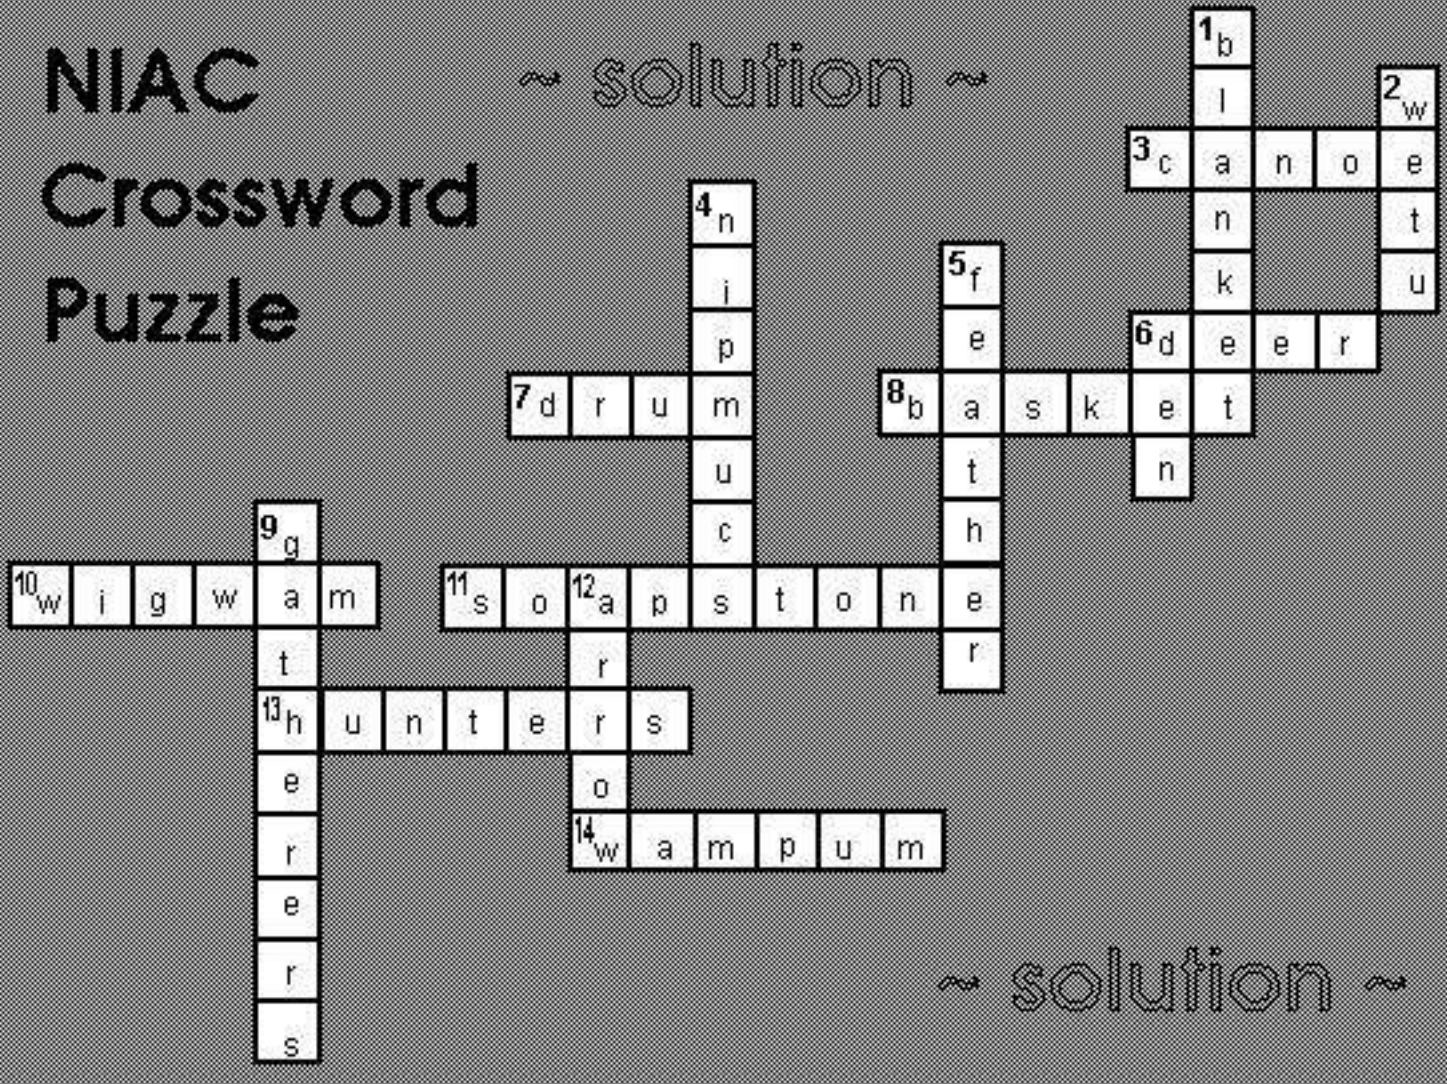 1 b
NIAC ~ solution ~
l 2 w
3 c a n o e
Crossword 4 n n t
i 5 f k u
Puzzle
p e 6 d e e r
7 d r u m 8 b a s k e t
u t n
9 g c h
10 w i g w a m 11 s o 12 a p s t o n e
t r r
13 h u n t e r s
e o
r 14 w a m p u m
e
r ~ solution ~
s